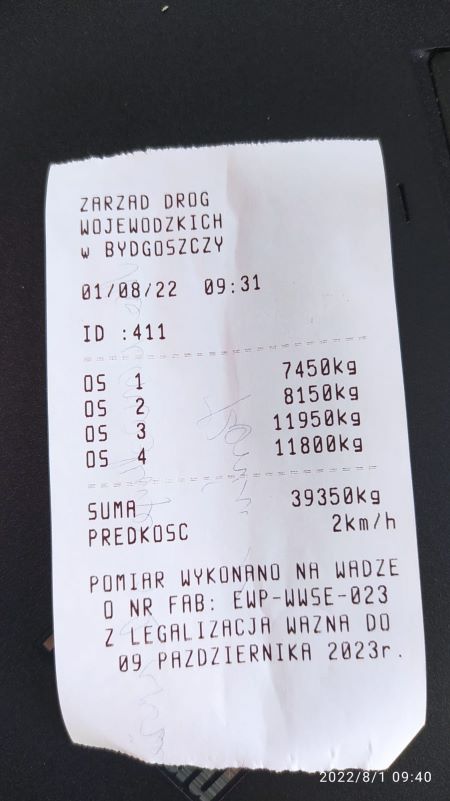 ZARZAD DROG
WOJEWODZKICH
w BYDGOSZCZY
01/08/22 09:31
ID :411
OS 1 7450kg
OS 2 8150kg
OS 3 11950kg
OS 4 11800kg
SUMA 39350kg
PREDKOSC 2km/h
POMIAR WYKONANO NA WADZE
O NR FAB: EWP-WWSE-023
Z LEGALIZACJA WAZNA DO
09 PAZDZIERNIKA 2023r.
2022/8/1 09:40